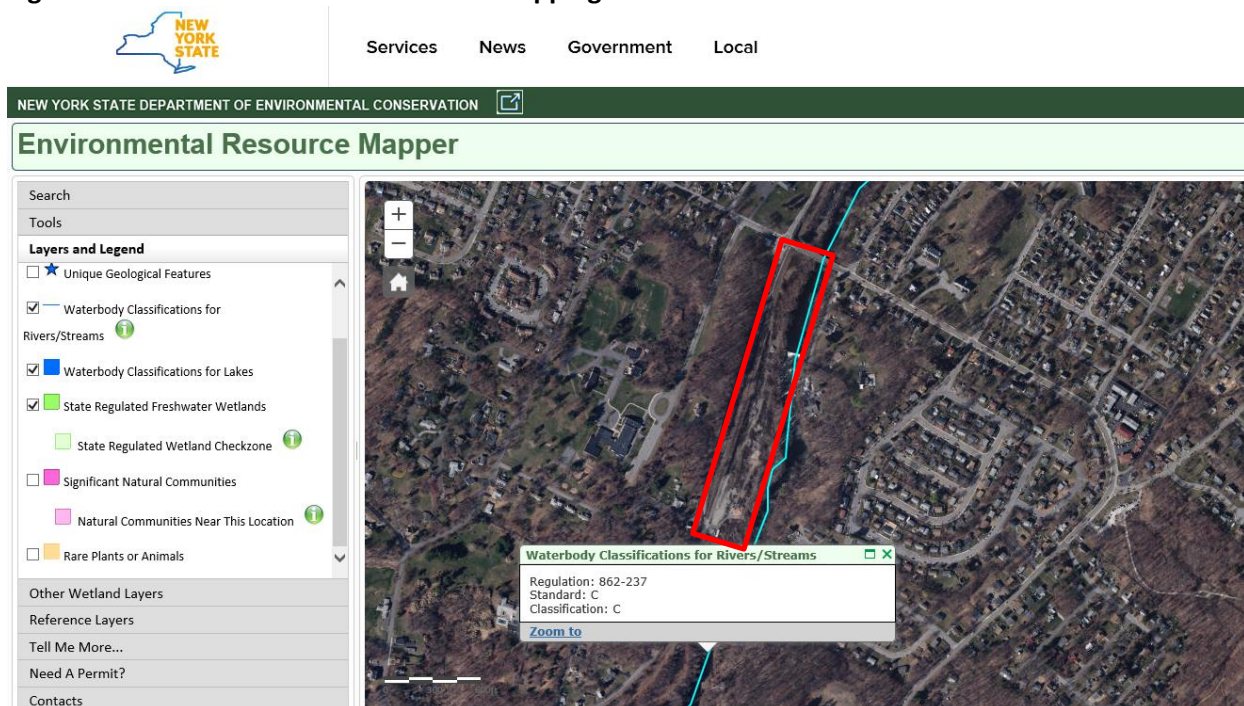 NEW
YORK
STATE
Services News Government Local
NEW YORK STATE DEPARTMENT OF ENVIRONMENTAL CONSERVATION
Environmental Resource Mapper
Search
Tools
Layers and Legend
Unique Geological Features
Waterbody Classifications for
Rivers/Streams
Waterbody Classifications for Lakes
State Regulated Freshwater Wetlands
State Regulated Wetland Checkzone
Significant Natural Communities
Natural Communities Near This Location
Rare Plants or Animals
Other Wetland Layers
Reference Layers
Tell Me More...
Need A Permit?
Contacts
+
−
Waterbody Classifications for Rivers/Streams
Regulation: 862-237
Standard: C
Classification: C
Zoom to